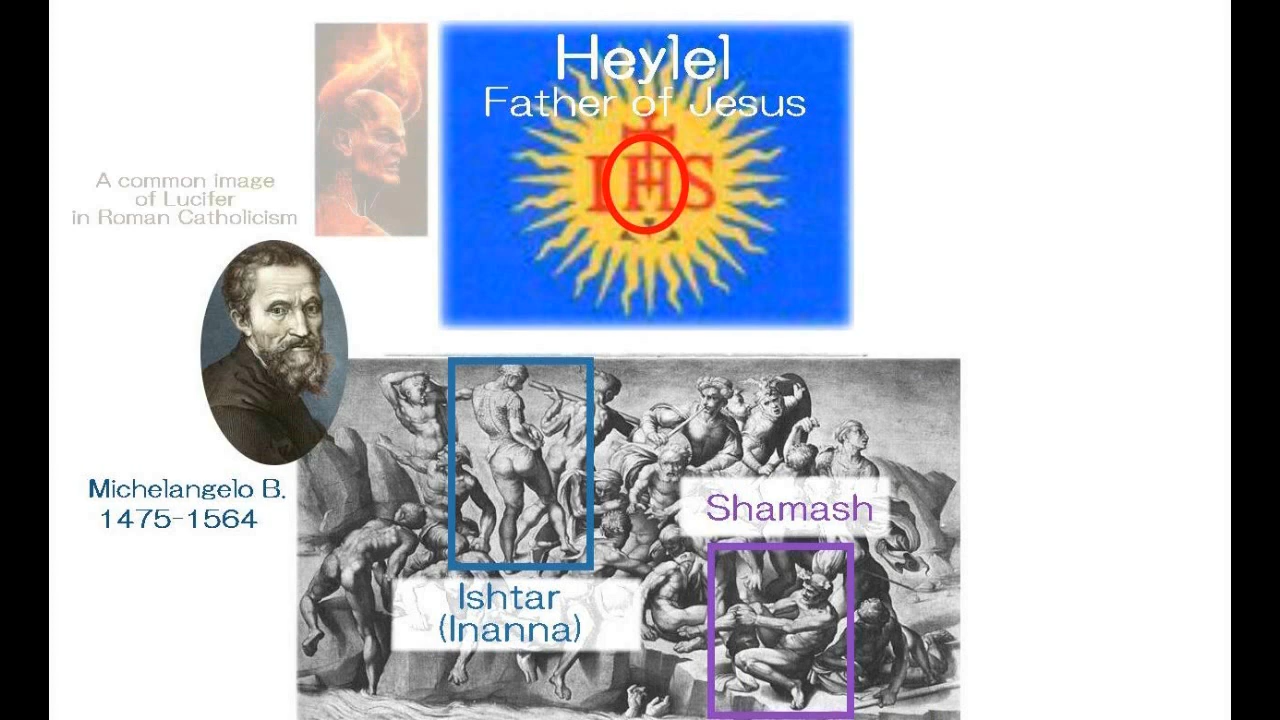 Heylel
Father of Jesus
IHS
A common image
of Lucifer
in Roman Catholicism
Michelangelo B.
1475-1564
Shamash
Ishtar
(Inanna)